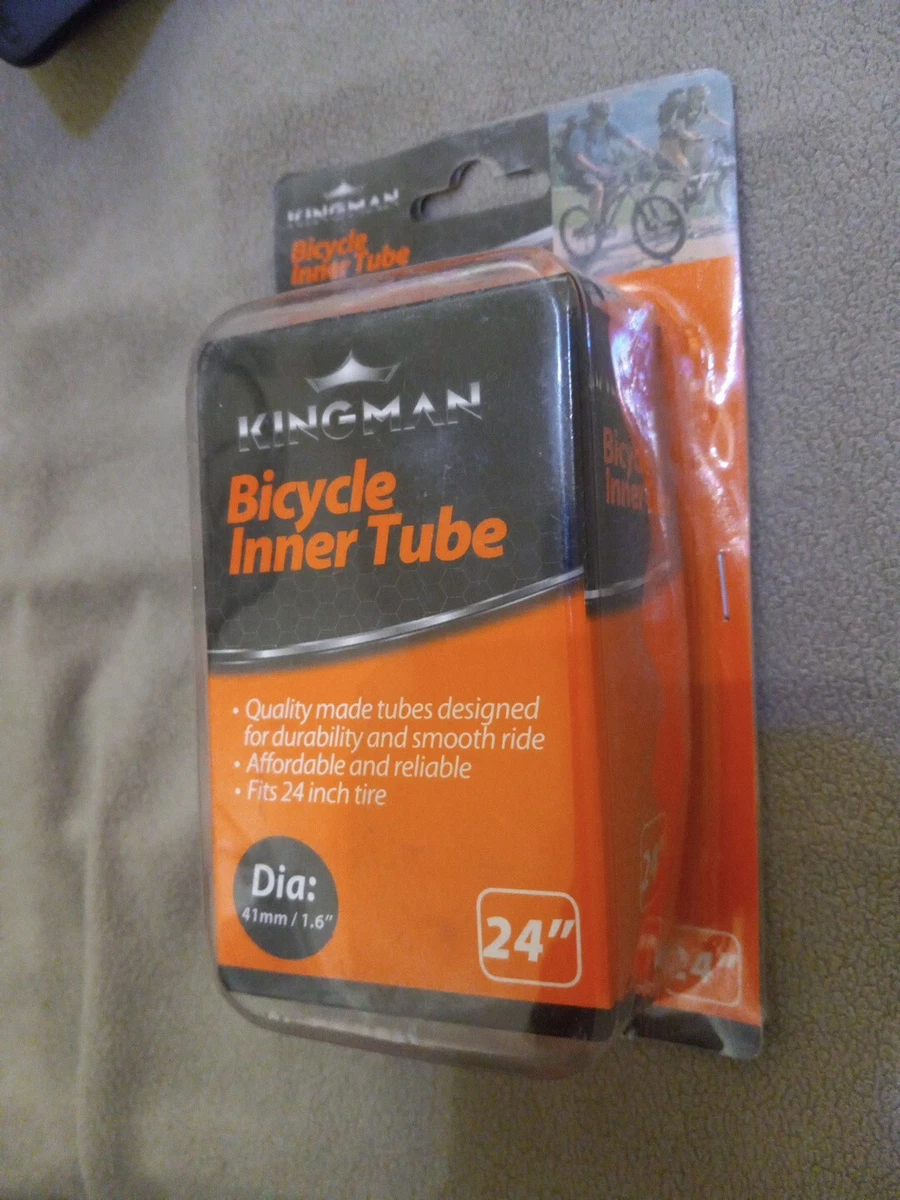 KINGMAN
Bicycle
Inner Tube
KINGMAN
Bicycle
Inner Tube
• Quality made tubes designed
for durability and smooth ride
• Affordable and reliable
• Fits 24 inch tire
Dia:
41mm / 1.6"
24"
Inner
24"